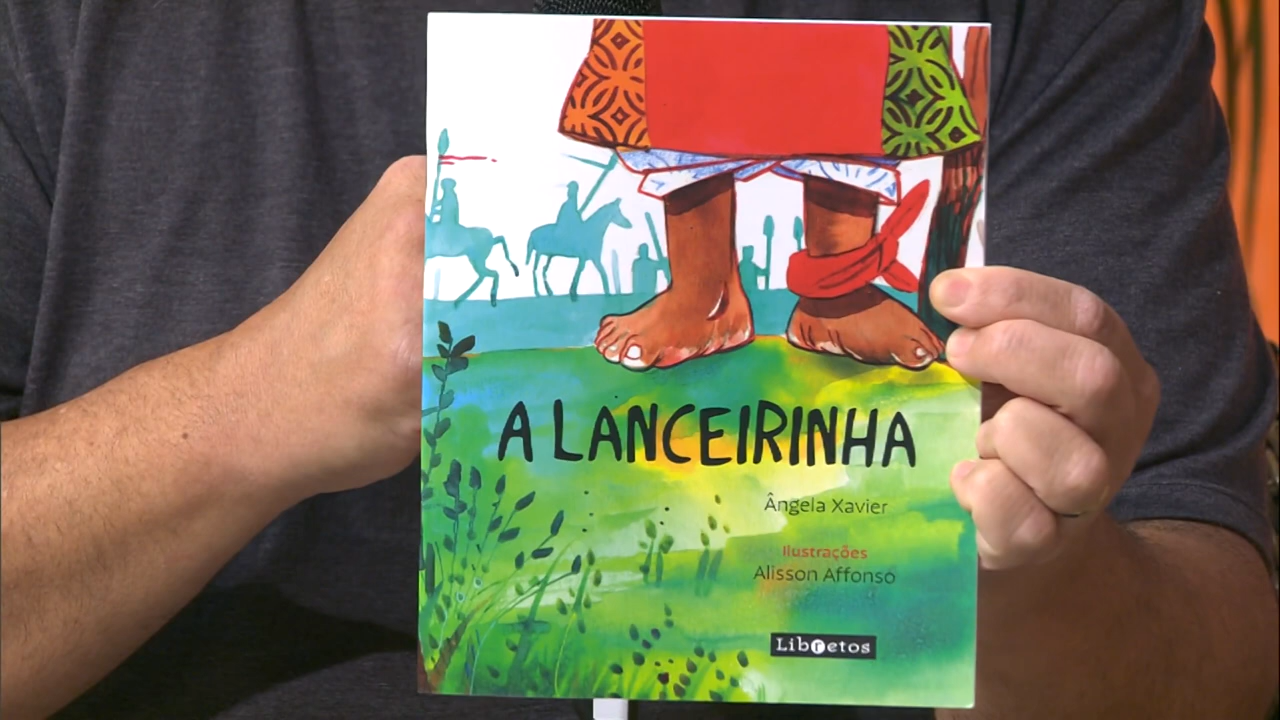 A LANCEIRINHA
Ângela Xavier
Ilustrações
Alisson Affonso
Libretos